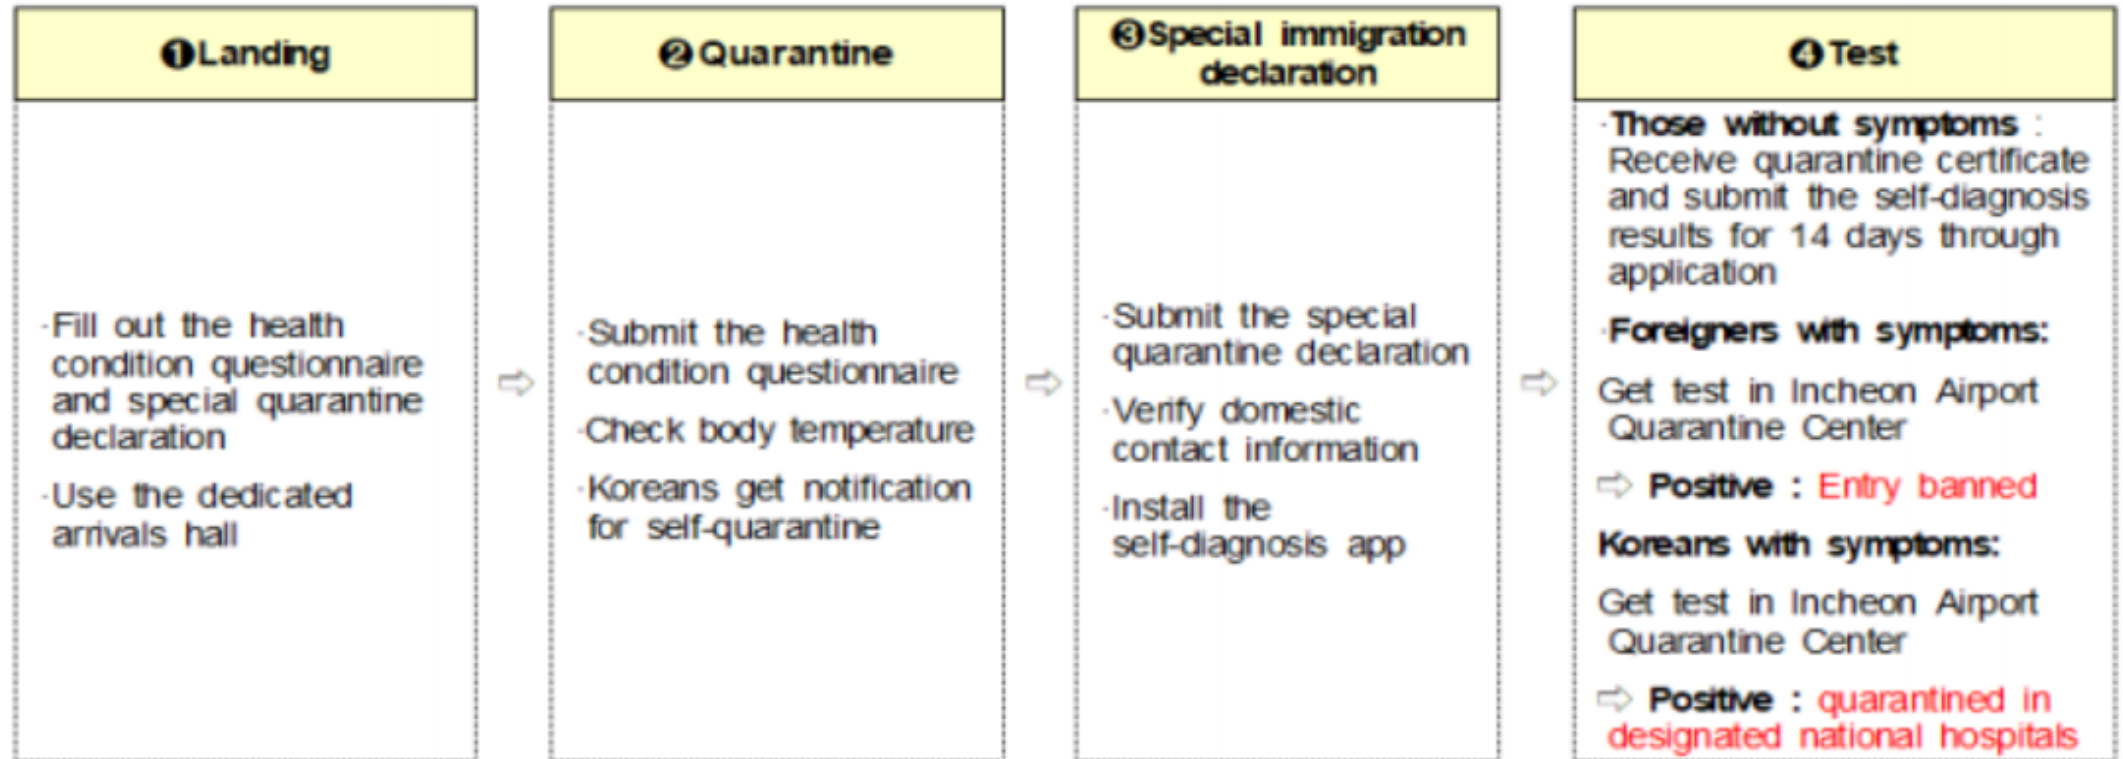 ❶Landing
·Fill out the health
condition questionnaire
and special quarantine
declaration
·Use the dedicated
arrivals hall
⇨
❷Quarantine
·Submit the health
condition questionnaire
·Check body temperature
·Koreans get notification
for self-quarantine
⇨
❸Special immigration
declaration
·Submit the special
quarantine declaration
·Verify domestic
contact information
·Install the
self-diagnosis app
⇨
❹Test
·Those without symptoms :
Receive quarantine certificate
and submit the self-diagnosis
results for 14 days through
application
·Foreigners with symptoms:
Get test in Incheon Airport
Quarantine Center
⇨ Positive : Entry banned
Koreans with symptoms:
Get test in Incheon Airport
Quarantine Center
⇨ Positive : quarantined in
designated national hospitals